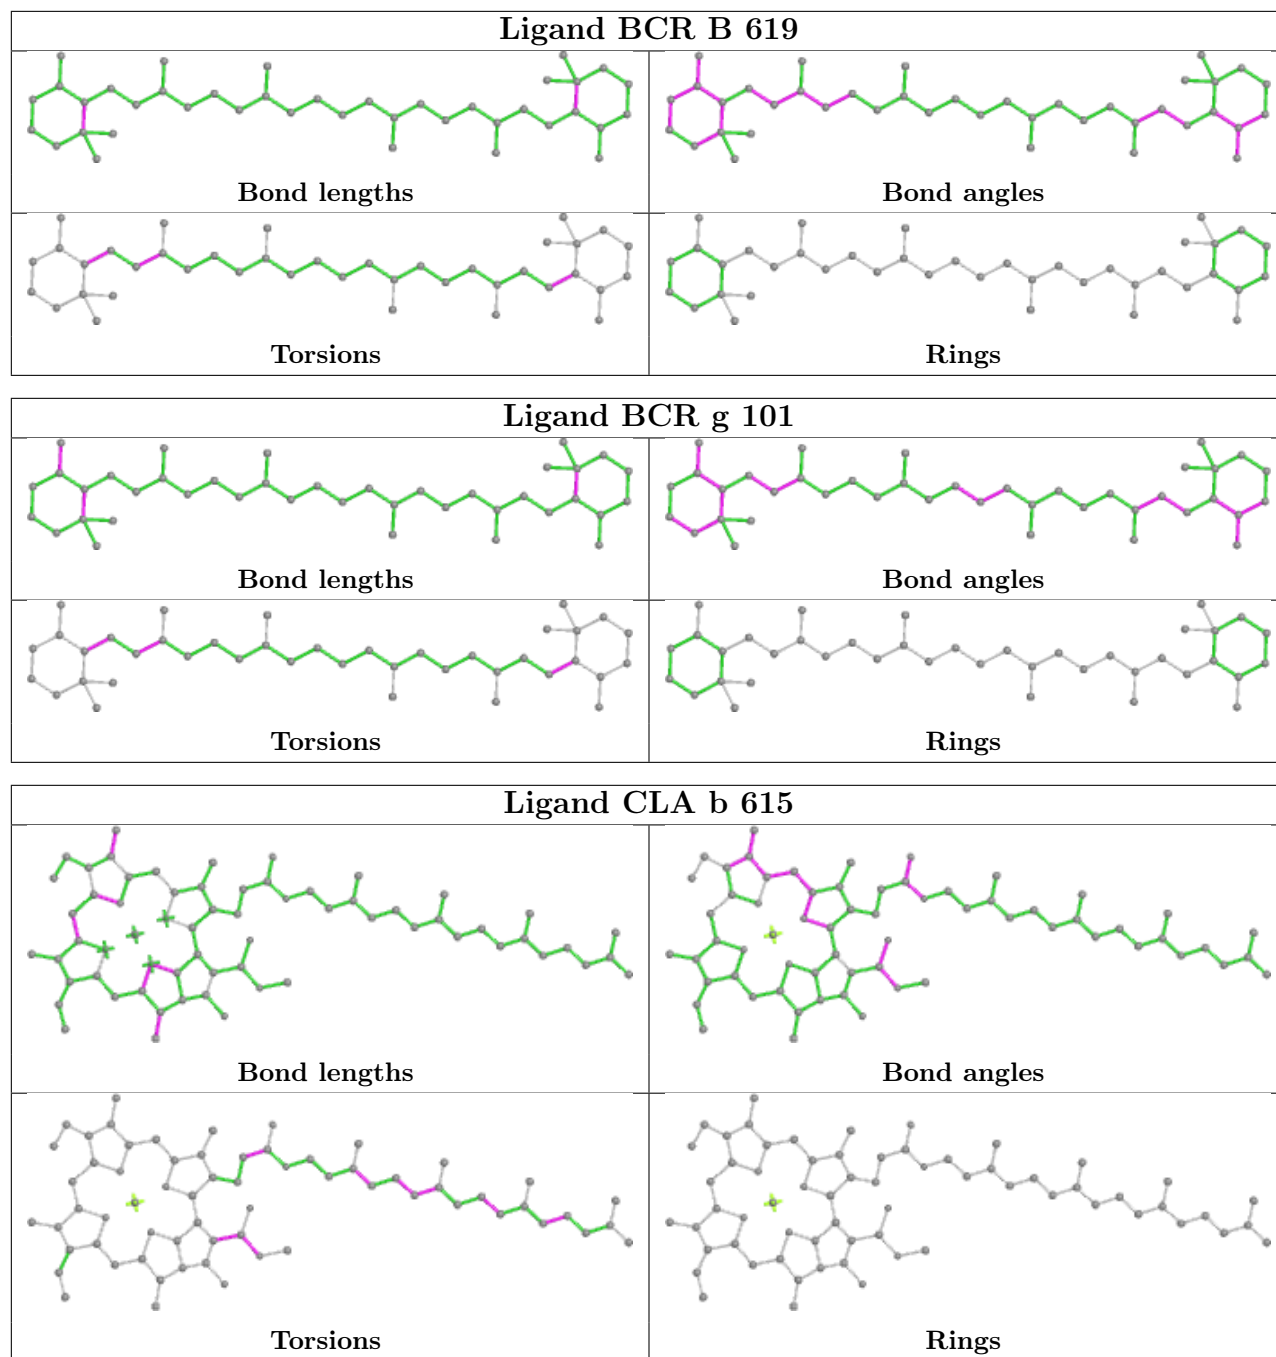 Ligand BCR B 619
Bond lengths
Bond angles
Torsions
Rings
Ligand BCR g 101
Bond lengths
Bond angles
Torsions
Rings
Ligand CLA b 615
Bond lengths
Bond angles
Torsions
Rings